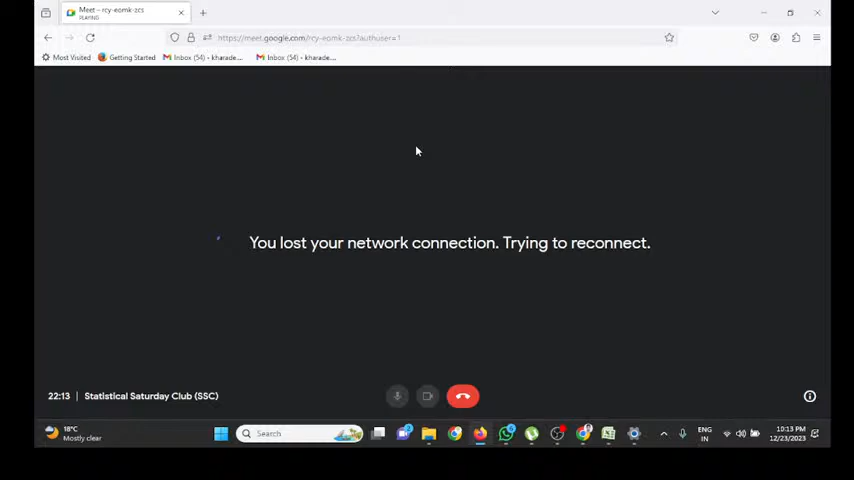 Meet – rcy-eomk-zcs
PLAYING
https://meet.google.com/rcy-eomk-zcs?authuser=1
Most Visited
Getting Started
Inbox (54) - kharade...
Inbox (54) - kharade...
You lost your network connection. Trying to reconnect.
22:13 | Statistical Saturday Club (SSC)
18°C
Mostly clear
Search
ENG
IN
10:13 PM
12/23/2023